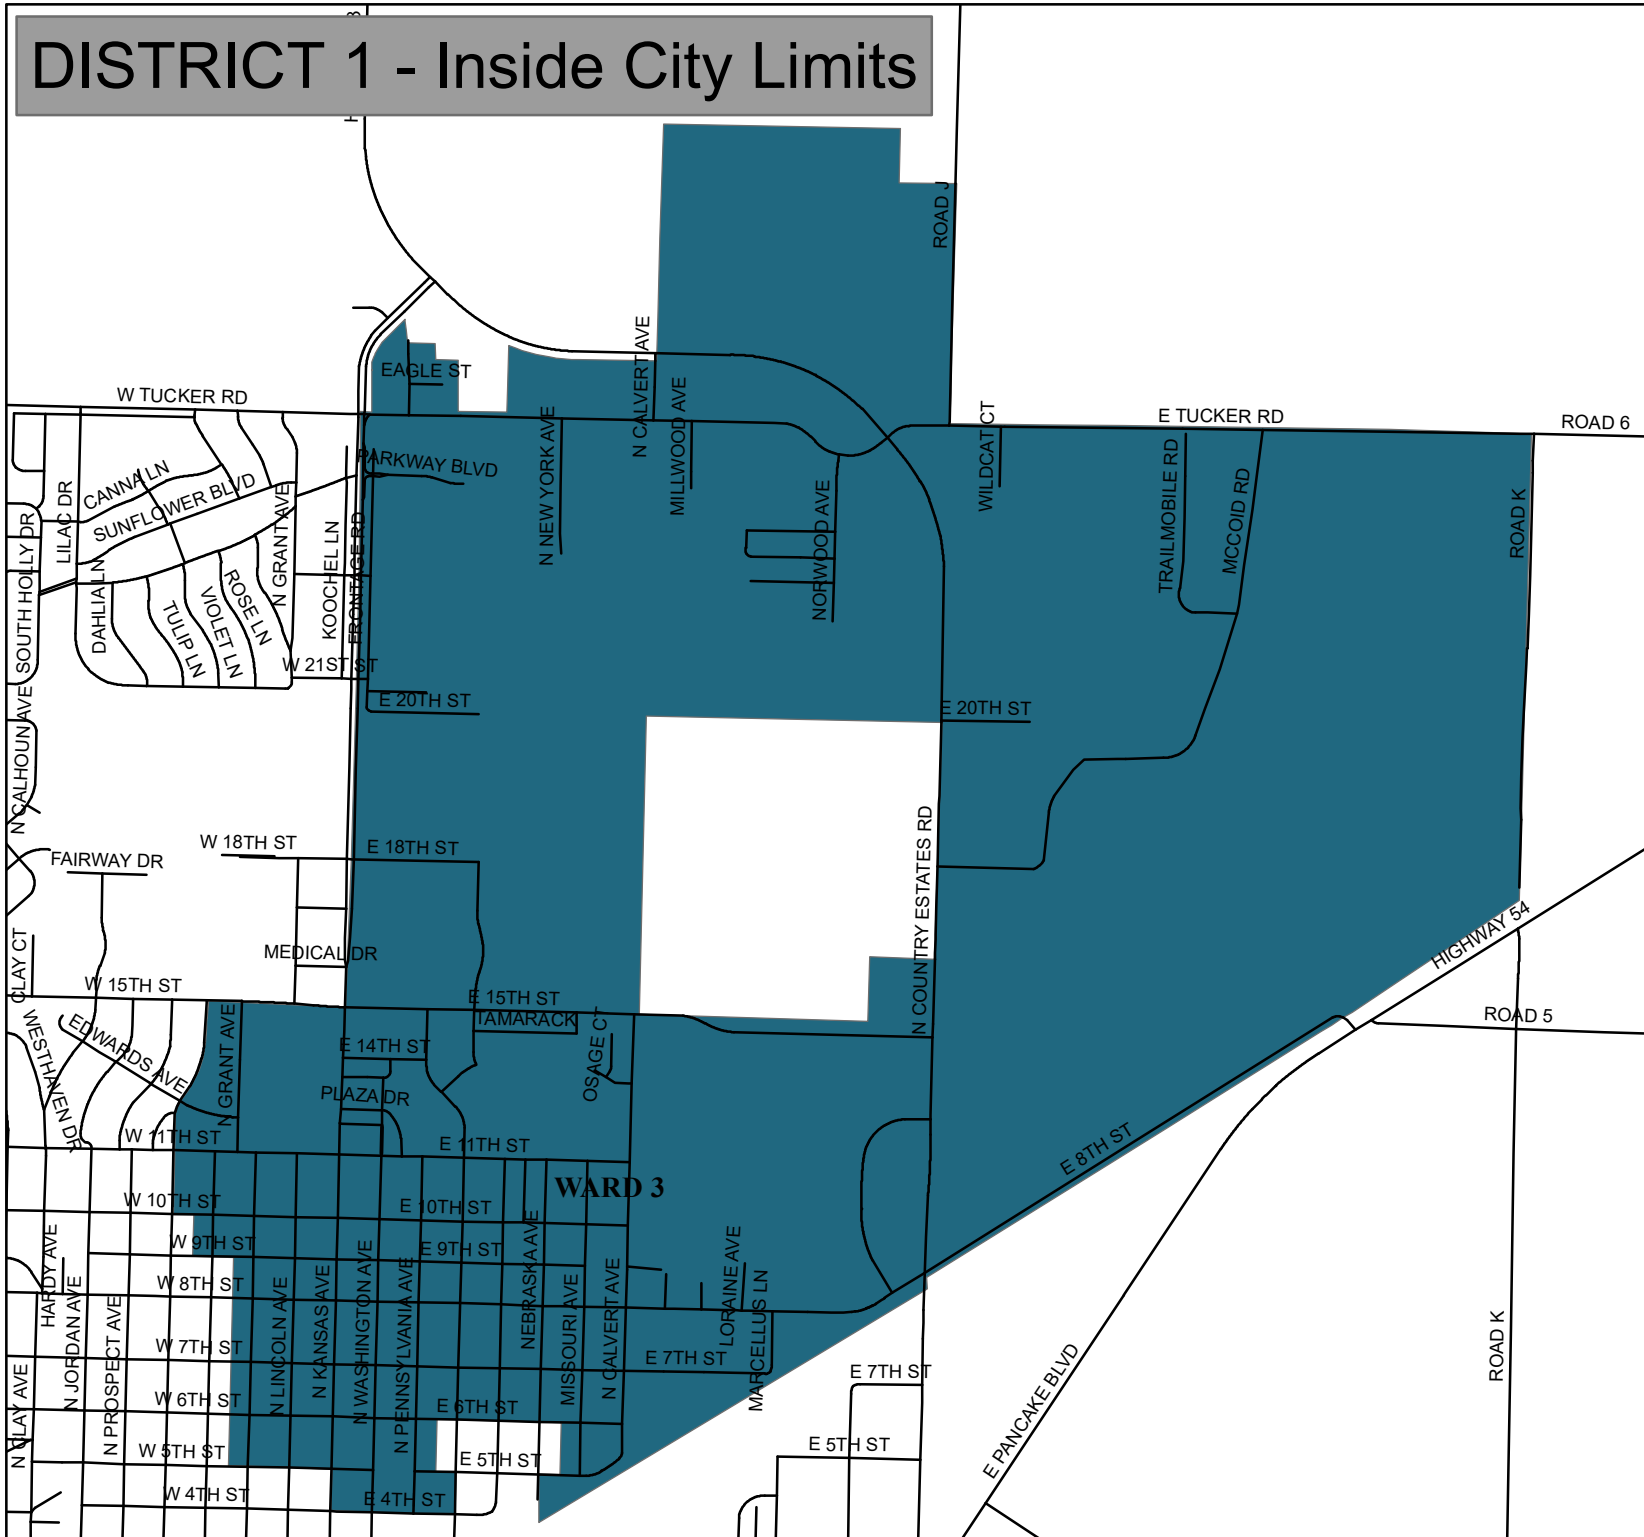 DISTRICT 1 - Inside City Limits
ROAD J
N CALVERT AVE
EAGLE ST
W TUCKER RD
E TUCKER RD
ROAD 6
N NEW YORK AVE
MILLWOOD AVE
WILDCAT CT
PARKWAY BLVD
CANNA LN
SUNFLOWER BLVD
LILAC DR
SOUTH HOLLY DR
N GRANT AVE
KOOCHEL LN
FRONTAGE RD
NORWOOD AVE
TRAILMOBILE RD
MCCOID RD
ROAD K
DAHLIA LN
TULIP LN
VIOLET LN
ROSE LN
W 21ST ST
E 20TH ST
E 20TH ST
N CALHOUN AVE
W 18TH ST
E 18TH ST
FAIRWAY DR
N COUNTRY ESTATES RD
HIGHWAY 54
CLAY CT
MEDICAL DR
W 15TH ST
E 15TH ST
TAMARACK
OSAGE CT
ROAD 5
WESTHAVEN DR
EDWARDS AVE
N GRANT AVE
E 14TH ST
PLAZA DR
W 11TH ST
E 11TH ST
E 8TH ST
WARD 3
W 10TH ST
E 10TH ST
W 9TH ST
E 9TH ST
W 8TH ST
HARDY AVE
N JORDAN AVE
N PROSPECT AVE
N LINCOLN AVE
N KANSAS AVE
N WASHINGTON AVE
N PENNSYLVANIA AVE
NEBRASKA AVE
MISSOURI AVE
N CALVERT AVE
LORAINE AVE
MARCELLUS LN
W 7TH ST
E 7TH ST
E 7TH ST
W 6TH ST
E 6TH ST
N CLAY AVE
W 5TH ST
E 5TH ST
E 5TH ST
W 4TH ST
E 4TH ST
E PANCAKE BLVD
ROAD K